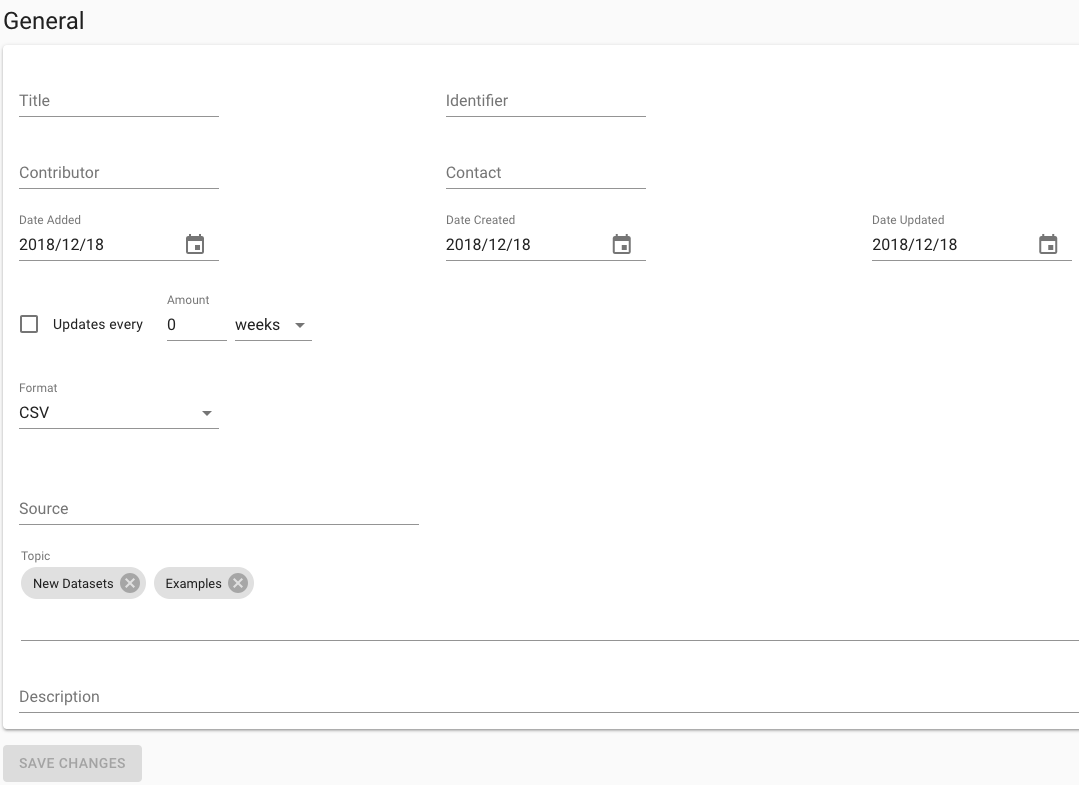 General
Title
Identifier
Contributor
Contact
Date Added
Date Created
Date Updated
2018/12/18
2018/12/18
2018/12/18
Amount
Updates every 0 weeks
Format
CSV
Source
Topic
New Datasets Examples
Description
SAVE CHANGES